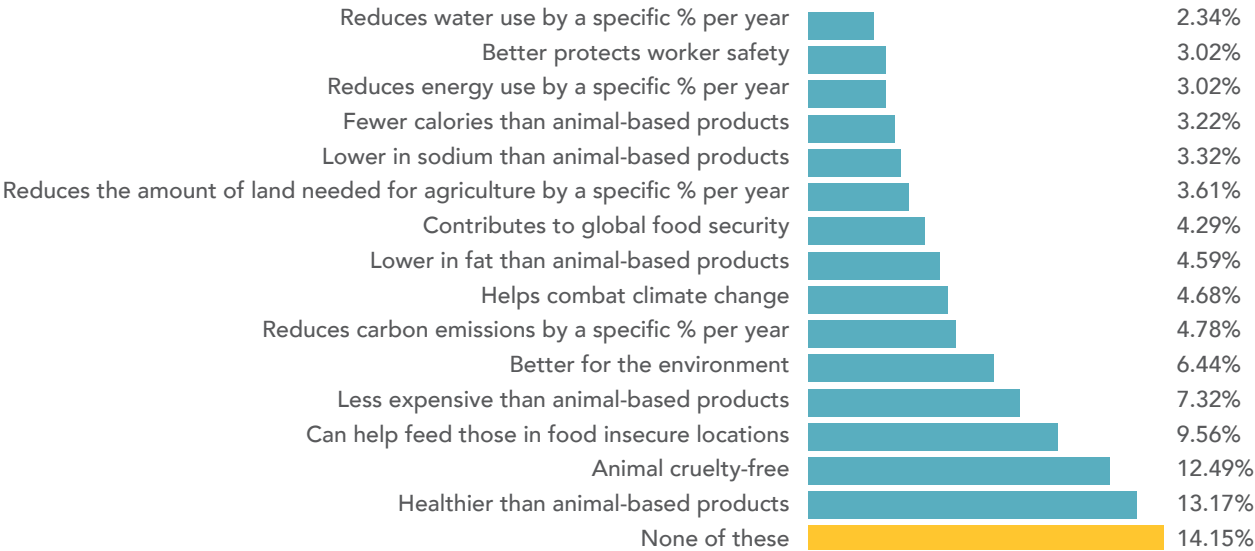 Reduces water use by a specific % per year 2.34%
Better protects worker safety 3.02%
Reduces energy use by a specific % per year 3.02%
Fewer calories than animal-based products 3.22%
Lower in sodium than animal-based products 3.32%
Reduces the amount of land needed for agriculture by a specific % per year 3.61%
Contributes to global food security 4.29%
Lower in fat than animal-based products 4.59%
Helps combat climate change 4.68%
Reduces carbon emissions by a specific % per year 4.78%
Better for the environment 6.44%
Less expensive than animal-based products 7.32%
Can help feed those in food insecure locations 9.56%
Animal cruelty-free 12.49%
Healthier than animal-based products 13.17%
None of these 14.15%